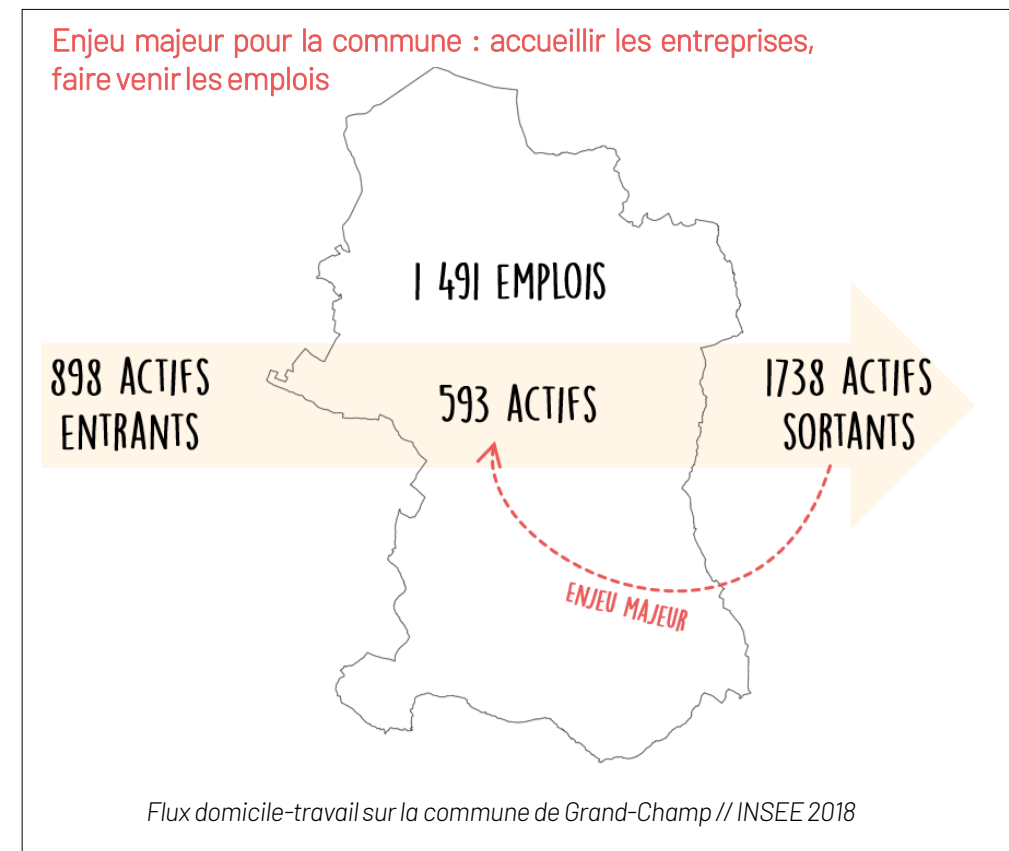 Enjeu majeur pour la commune : accueillir les entreprises,
faire venir les emplois
1 491 EMPLOIS
898 ACTIFS
ENTRANTS
593 ACTIFS
1738 ACTIFS
SORTANTS
ENJEU MAJEUR
Flux domicile-travail sur la commune de Grand-Champ // INSEE 2018